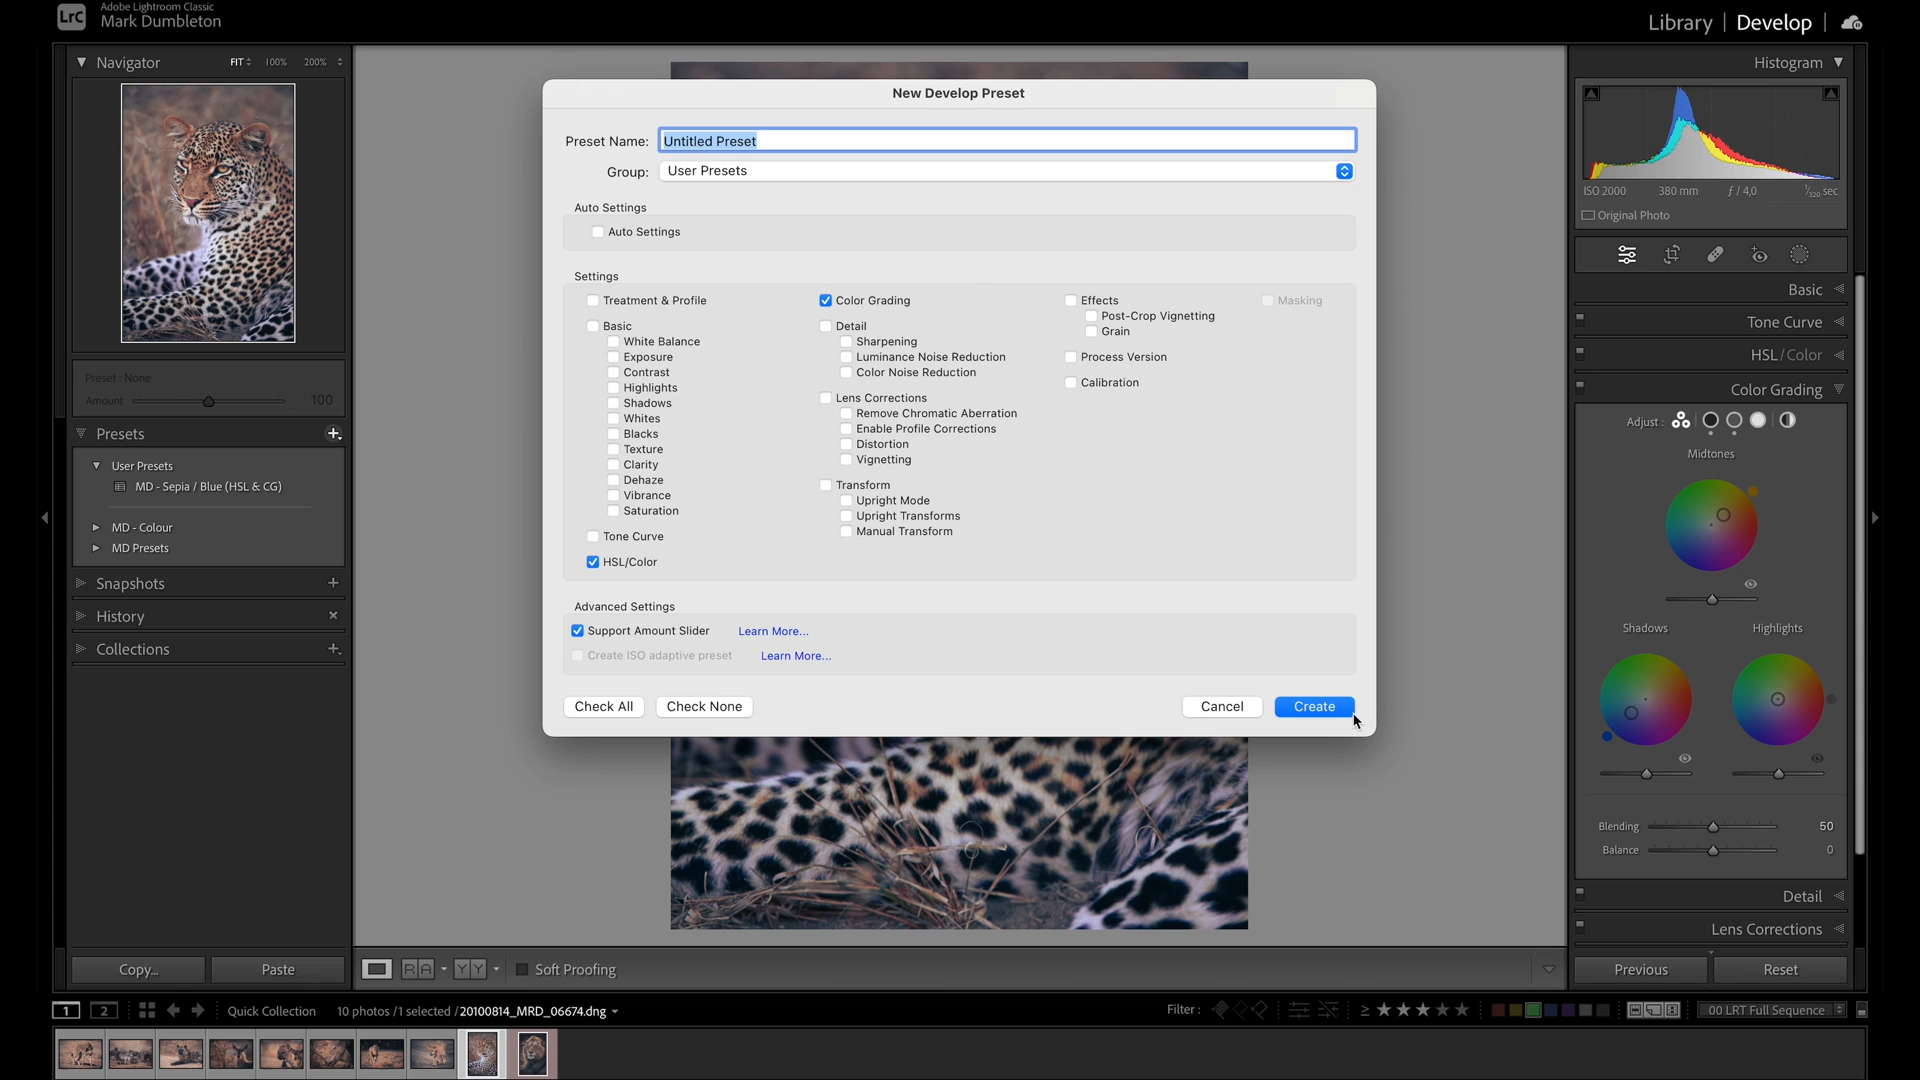 LrC
Adobe Lightroom Classic
Mark Dumbleton
Library | Develop
Navigator
FIT
100%
200%
Preset : None
Amount
100
Presets
User Presets
MD - Sepia / Blue (HSL & CG)
MD - Colour
MD Presets
Snapshots
History
Collections
Copy...
Paste
New Develop Preset
Preset Name: Untitled Preset
Group: User Presets
Auto Settings
Auto Settings
Settings
Treatment & Profile
Basic
White Balance
Exposure
Contrast
Highlights
Shadows
Whites
Blacks
Texture
Clarity
Dehaze
Vibrance
Saturation
Tone Curve
HSL/Color
Color Grading
Detail
Sharpening
Luminance Noise Reduction
Color Noise Reduction
Lens Corrections
Remove Chromatic Aberration
Enable Profile Corrections
Distortion
Vignetting
Transform
Upright Mode
Upright Transforms
Manual Transform
Effects
Post-Crop Vignetting
Grain
Process Version
Calibration
Masking
Advanced Settings
Support Amount Slider Learn More...
Create ISO adaptive preset Learn More...
Check All
Check None
Cancel
Create
Histogram
ISO 2000 380 mm ƒ / 4,0 1/320 sec
Original Photo
Basic
Tone Curve
HSL / Color
Color Grading
Adjust :
Midtones
Shadows
Highlights
Blending 50
Balance 0
Detail
Lens Corrections
Previous
Reset
R A
Y Y
Soft Proofing
1
2
Quick Collection
10 photos / 1 selected / 20100814_MRD_06674.dng
Filter :
≥ ★ ★ ★ ★ ★
00 LRT Full Sequence